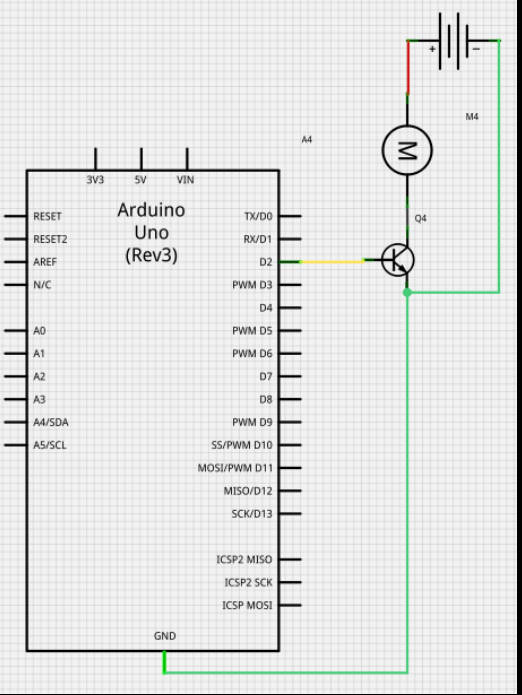 + −
M4
A4
M
3V3 5V VIN
Arduino
Uno
(Rev3)
Q4
RESET TX/D0
RESET2 RX/D1
AREF D2
N/C PWM D3
D4
A0 PWM D5
A1 PWM D6
A2 D7
A3 D8
A4/SDA PWM D9
A5/SCL SS/PWM D10
MOSI/PWM D11
MISO/D12
SCK/D13
ICSP2 MISO
ICSP2 SCK
ICSP MOSI
GND